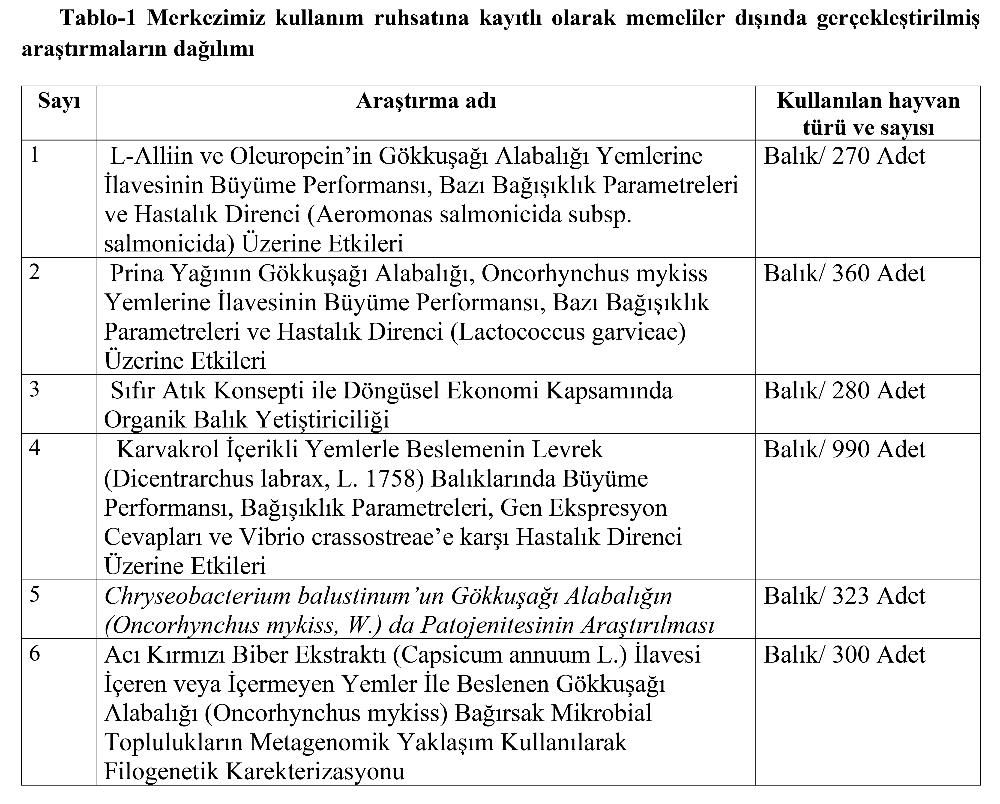 Tablo-1 Merkezimiz kullanım ruhsatına kayıtlı olarak memeliler dışında gerçekleştirilmiş
araştırmaların dağılımı
Sayı
Araştırma adı
Kullanılan hayvan
türü ve sayısı
1
L-Alliin ve Oleuropein’in Gökkuşağı Alabalığı Yemlerine
İlavesinin Büyüme Performansı, Bazı Bağışıklık Parametreleri
ve Hastalık Direnci (Aeromonas salmonicida subsp.
salmonicida) Üzerine Etkileri
Balık/ 270 Adet
2
Prina Yağının Gökkuşağı Alabalığı, Oncorhynchus mykiss
Yemlerine İlavesinin Büyüme Performansı, Bazı Bağışıklık
Parametreleri ve Hastalık Direnci (Lactococcus garvieae)
Üzerine Etkileri
Balık/ 360 Adet
3
Sıfır Atık Konsepti ile Döngüsel Ekonomi Kapsamında
Organik Balık Yetiştiriciliği
Balık/ 280 Adet
4
Karvakrol İçerikli Yemlerle Beslemenin Levrek
(Dicentrarchus labrax, L. 1758) Balıklarında Büyüme
Performansı, Bağışıklık Parametreleri, Gen Ekspresyon
Cevapları ve Vibrio crassostreae’e karşı Hastalık Direnci
Üzerine Etkileri
Balık/ 990 Adet
5
Chryseobacterium balustinum’un Gökkuşağı Alabalığın
(Oncorhynchus mykiss, W.) da Patojenitesinin Araştırılması
Balık/ 323 Adet
6
Acı Kırmızı Biber Ekstraktı (Capsicum annuum L.) İlavesi
İçeren veya İçermeyen Yemler İle Beslenen Gökkuşağı
Alabalığı (Oncorhynchus mykiss) Bağırsak Mikrobial
Toplulukların Metagenomik Yaklaşım Kullanılarak
Filogenetik Karekterizasyonu
Balık/ 300 Adet